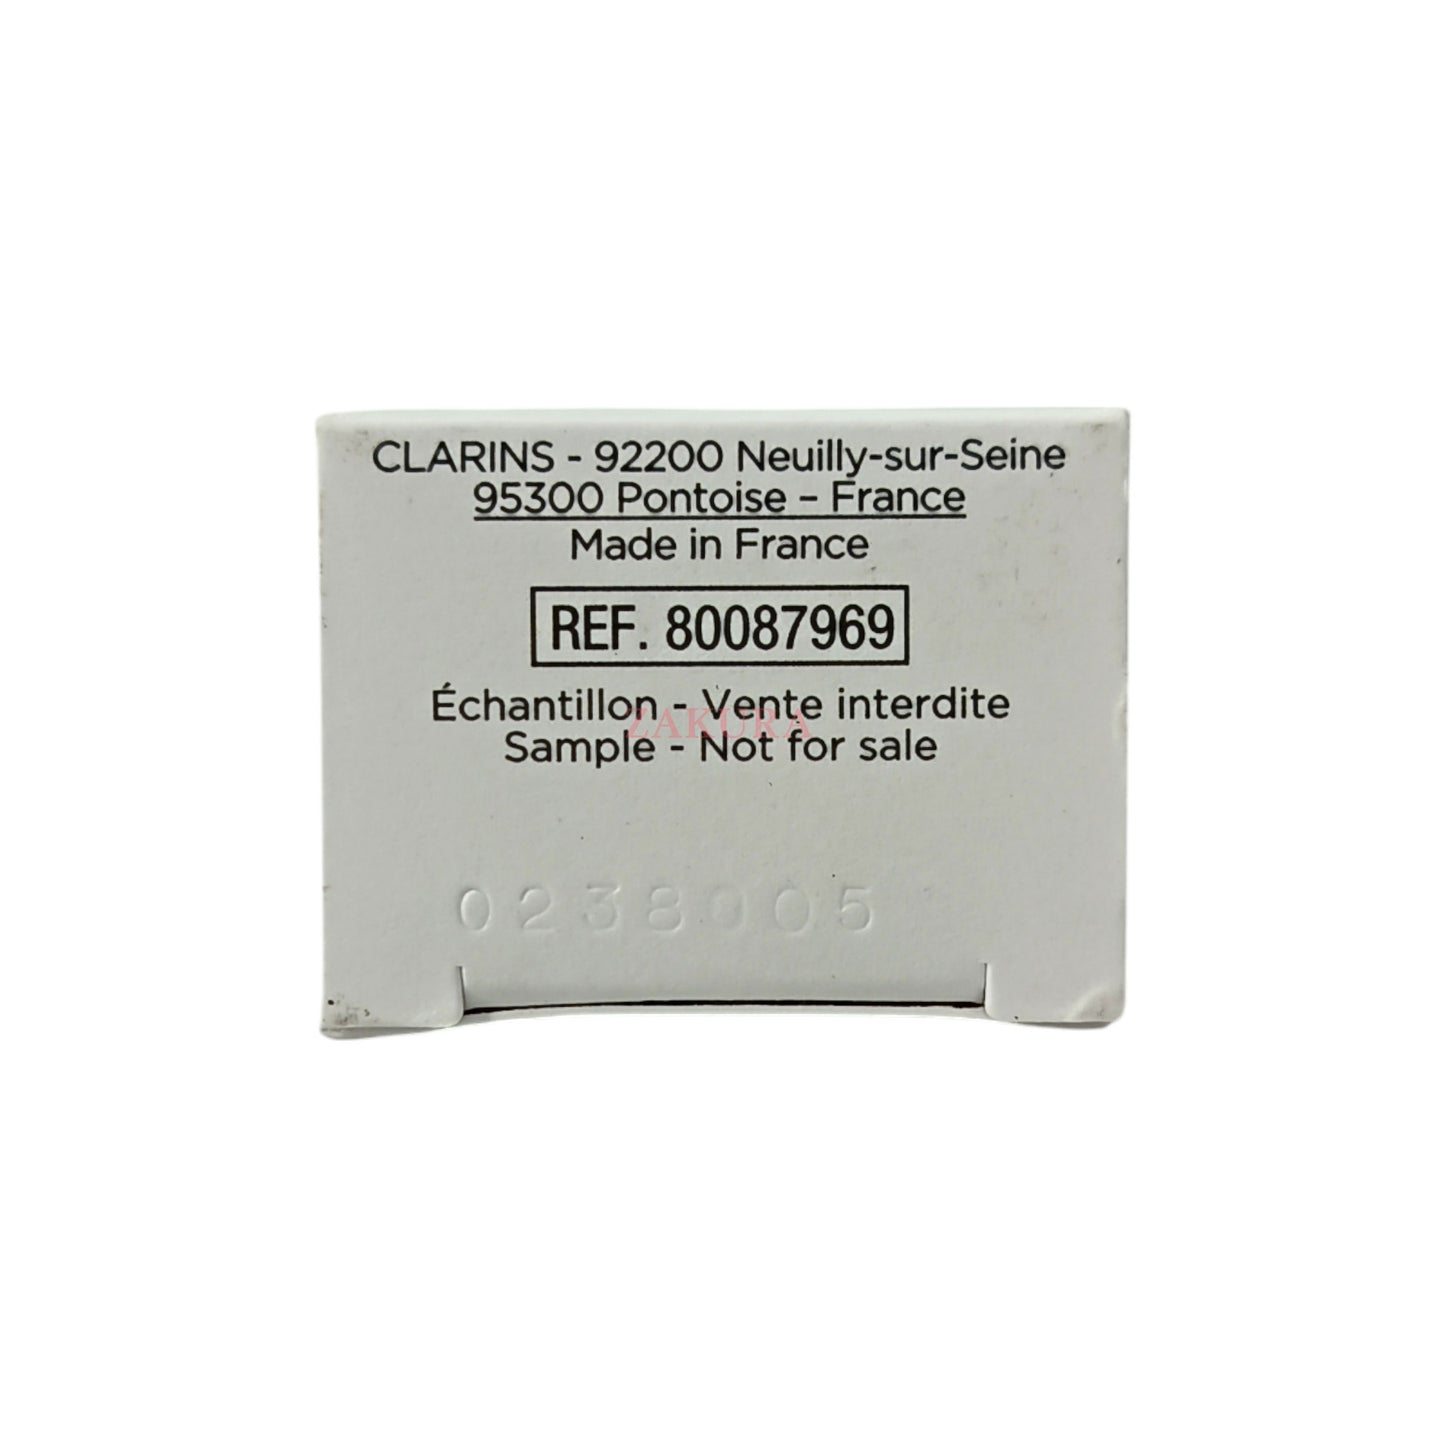 CLARINS - 92200 Neuilly-sur-Seine
95300 Pontoise – France
Made in France
REF. 80087969
Échantillon - Vente interdite
ZAKURA
Sample - Not for sale
0238005